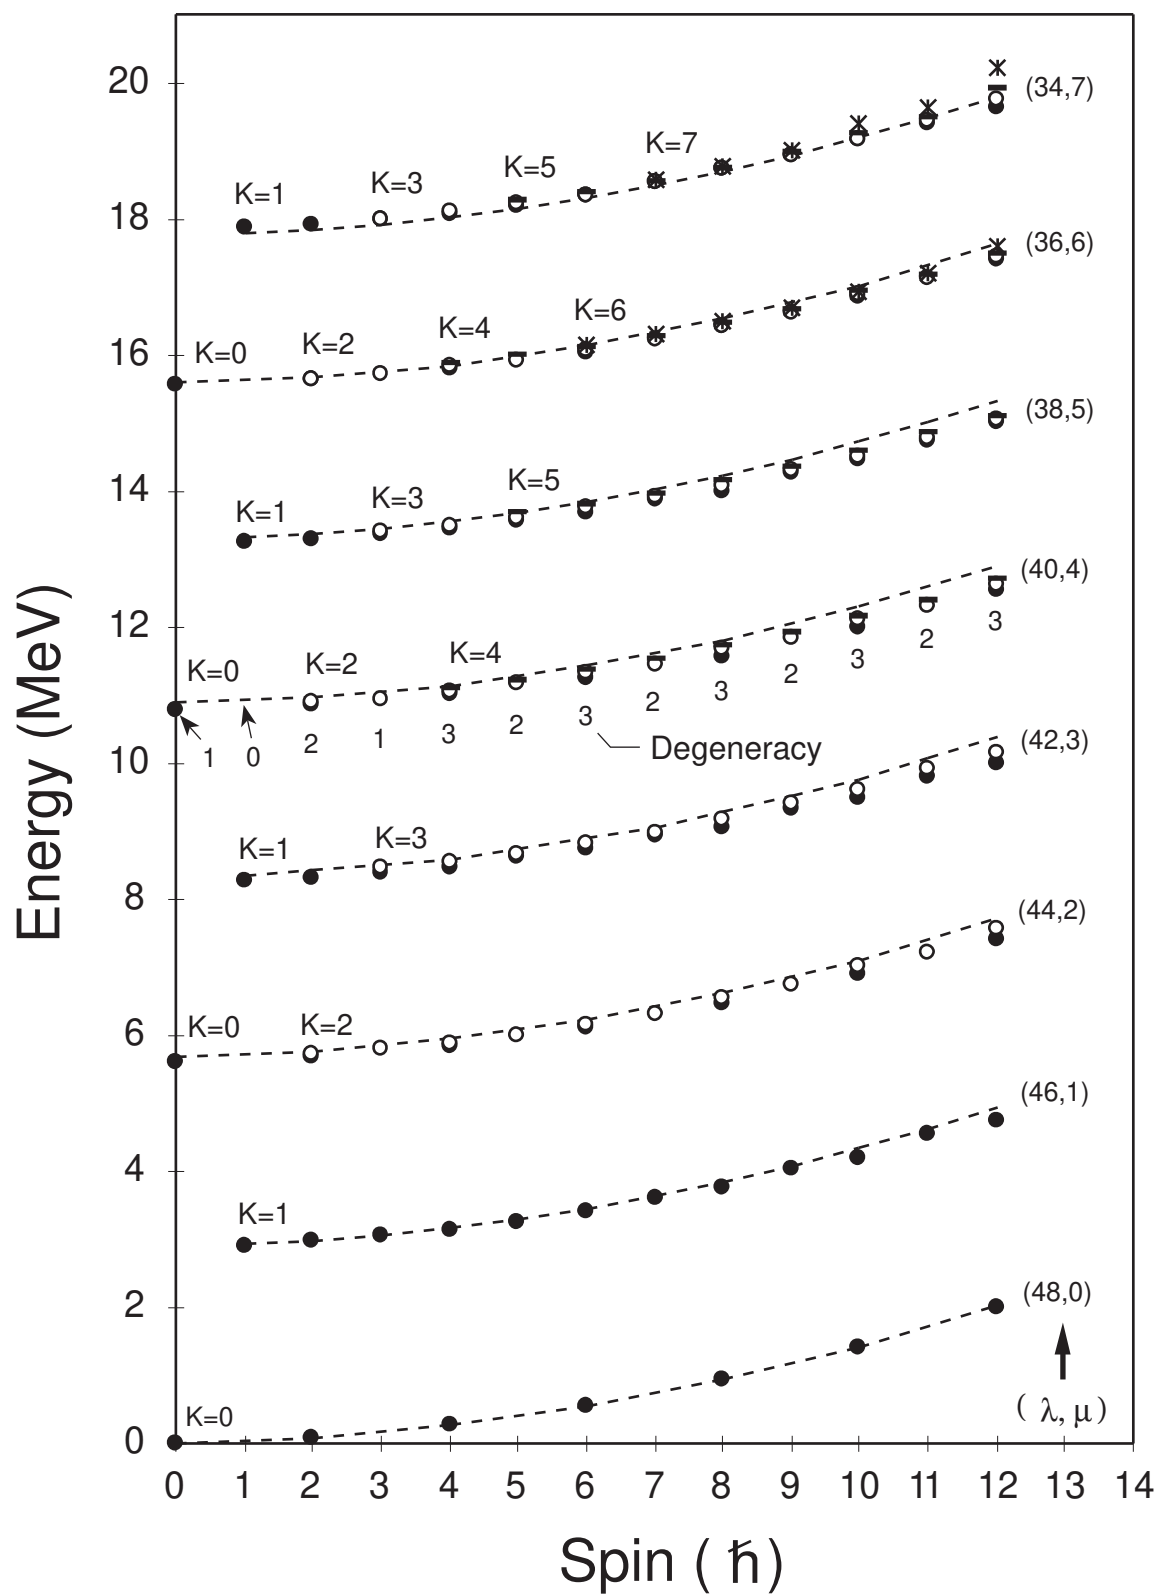 20
(34,7)
K=7
K=5
K=3
K=1
18
(36,6)
K=6
K=4
K=2
K=0
16
(38,5)
K=5
K=3
K=1
14
(40,4)
3
2
3
2
3
2
3
2
3
1
2
0
1
K=4
K=2
K=0
12
Degeneracy
(42,3)
10
K=3
K=1
8
(44,2)
K=2
K=0
6
(46,1)
4
K=1
2
(48,0)
( λ, μ )
K=0
0
0 1 2 3 4 5 6 7 8 9 10 11 12 13 14
Spin ( ħ )
Energy (MeV)